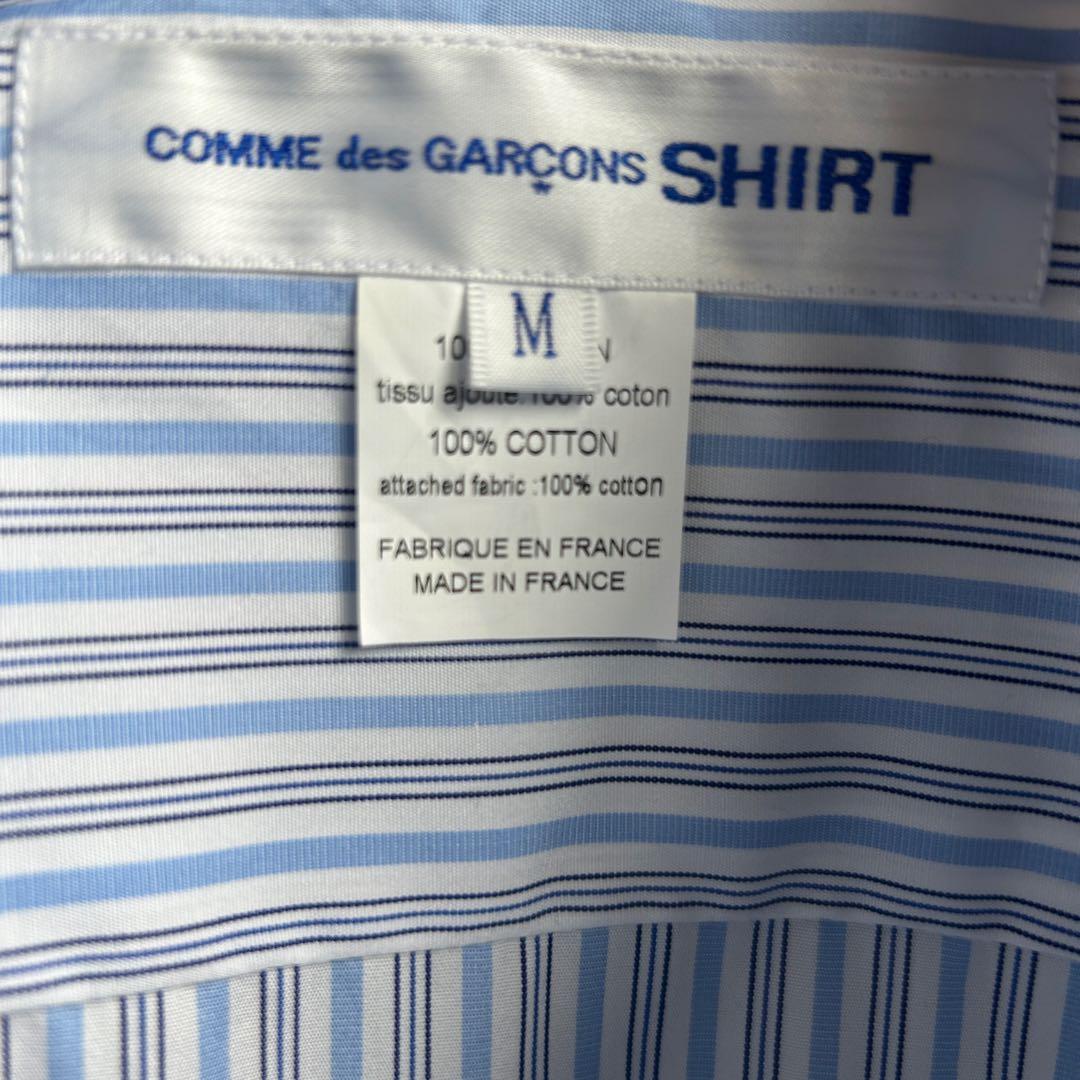 COMME des GARÇONS SHIRT
M
tissu ajoute: 100% coton
100% COTTON
attached fabric :100% cotton
FABRIQUE EN FRANCE
MADE IN FRANCE